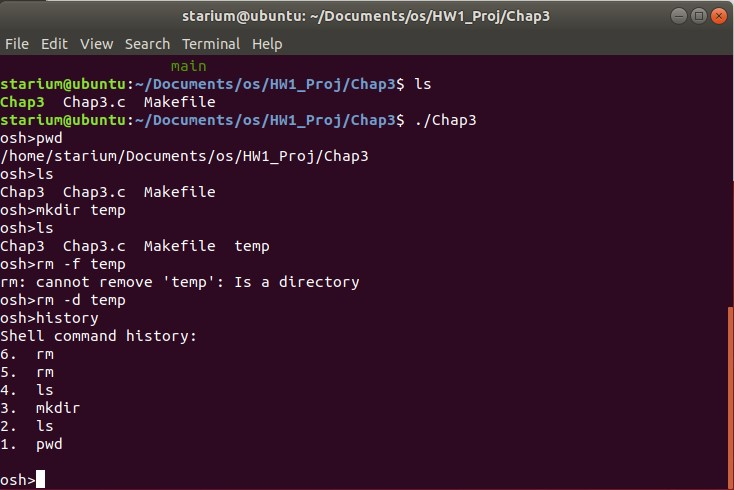 starium@ubuntu: ~/Documents/os/HW1_Proj/Chap3
File Edit View Search Terminal Help
main
starium@ubuntu:~/Documents/os/HW1_Proj/Chap3$ ls
Chap3  Chap3.c  Makefile
starium@ubuntu:~/Documents/os/HW1_Proj/Chap3$ ./Chap3
osh>pwd
/home/starium/Documents/os/HW1_Proj/Chap3
osh>ls
Chap3  Chap3.c  Makefile
osh>mkdir temp
osh>ls
Chap3  Chap3.c  Makefile  temp
osh>rm -f temp
rm: cannot remove 'temp': Is a directory
osh>rm -d temp
osh>history
Shell command history:
6.  rm
5.  rm
4.  ls
3.  mkdir
2.  ls
1.  pwd
osh>